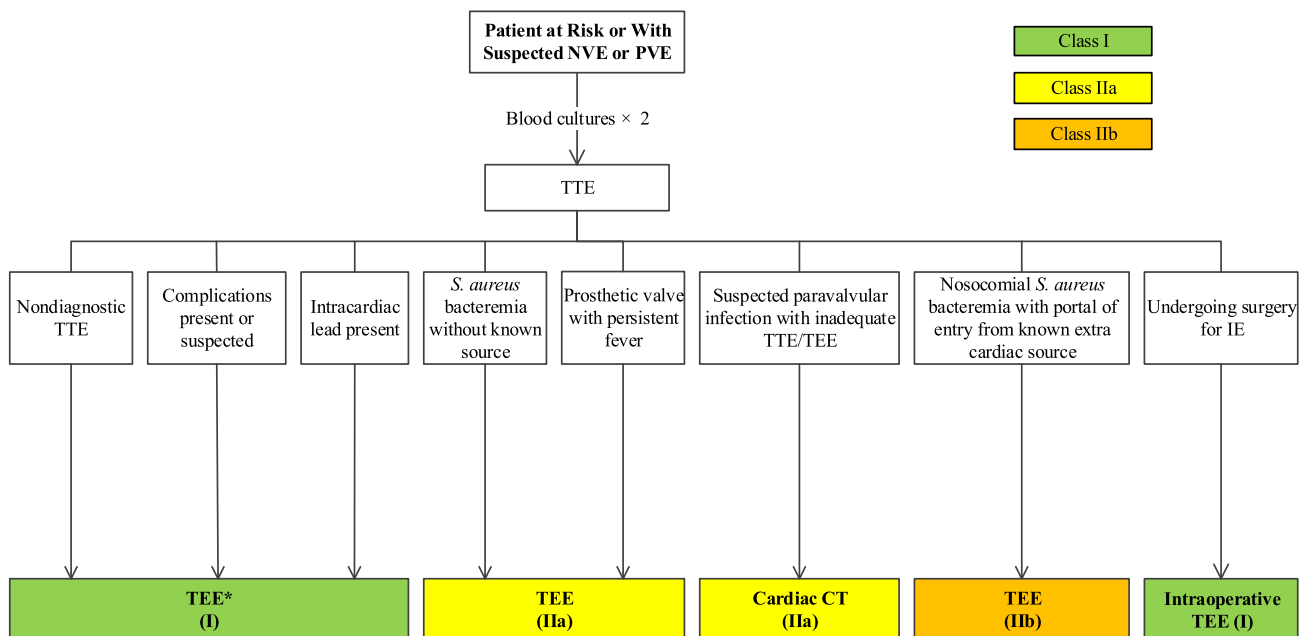 Patient at Risk or With
Suspected NVE or PVE
Class I
Class IIa
Class IIb
Blood cultures × 2
TTE
Nondiagnostic
TTE
Complications
present or
suspected
Intracardiac
lead present
S. aureus
bacteremia
without known
source
Prosthetic valve
with persistent
fever
Suspected paravalvular
infection with inadequate
TTE/TEE
Nosocomial S. aureus
bacteremia with portal of
entry from known extra
cardiac source
Undergoing surgery
for IE
TEE*
(I)
TEE
(IIa)
Cardiac CT
(IIa)
TEE
(IIb)
Intraoperative
TEE (I)